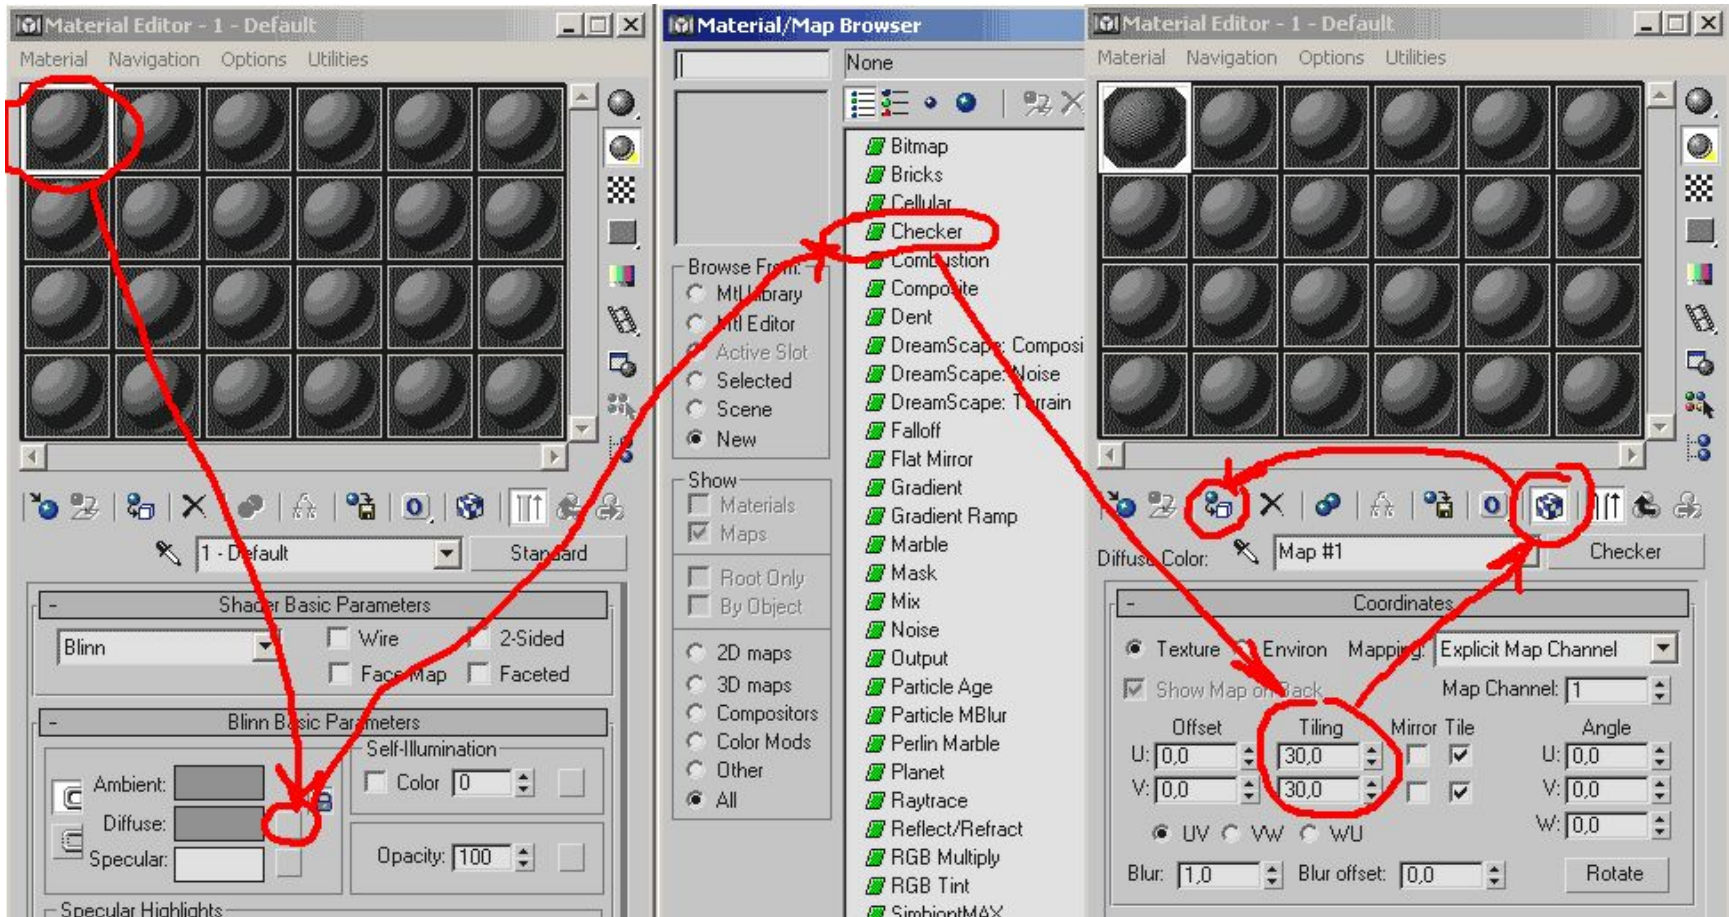 Material Editor - 1 - Default
Material Navigation Options Utilities
1 - Default
Standard
Shader Basic Parameters
Blinn
Wire
2-Sided
Face Map
Faceted
Blinn Basic Parameters
Self-Illumination
Ambient:
Color 0
Diffuse:
Specular:
Opacity: 100
Specular Highlights
Material/Map Browser
None
Browse From:
Mtl Library
Mtl Editor
Active Slot
Selected
Scene
New
Show
Materials
Maps
Root Only
By Object
2D maps
3D maps
Compositors
Color Mods
Other
All
Bitmap
Bricks
Cellular
Checker
Combustion
Composite
Dent
DreamScape: Composi
DreamScape: Noise
DreamScape: Terrain
Falloff
Flat Mirror
Gradient
Gradient Ramp
Marble
Mask
Mix
Noise
Output
Particle Age
Particle MBlur
Perlin Marble
Planet
Raytrace
Reflect/Refract
RGB Multiply
RGB Tint
SimbiontMAX
Material Editor - 1 - Default
Material Navigation Options Utilities
Diffuse Color:
Map #1
Checker
Coordinates
Texture Environ Mapping: Explicit Map Channel
Show Map on Back Map Channel: 1
Offset Tiling Mirror Tile Angle
U: 0,0 30,0 U: 0,0
V: 0,0 30,0 V: 0,0
UV VW WU W: 0,0
Blur: 1,0 Blur offset: 0,0 Rotate